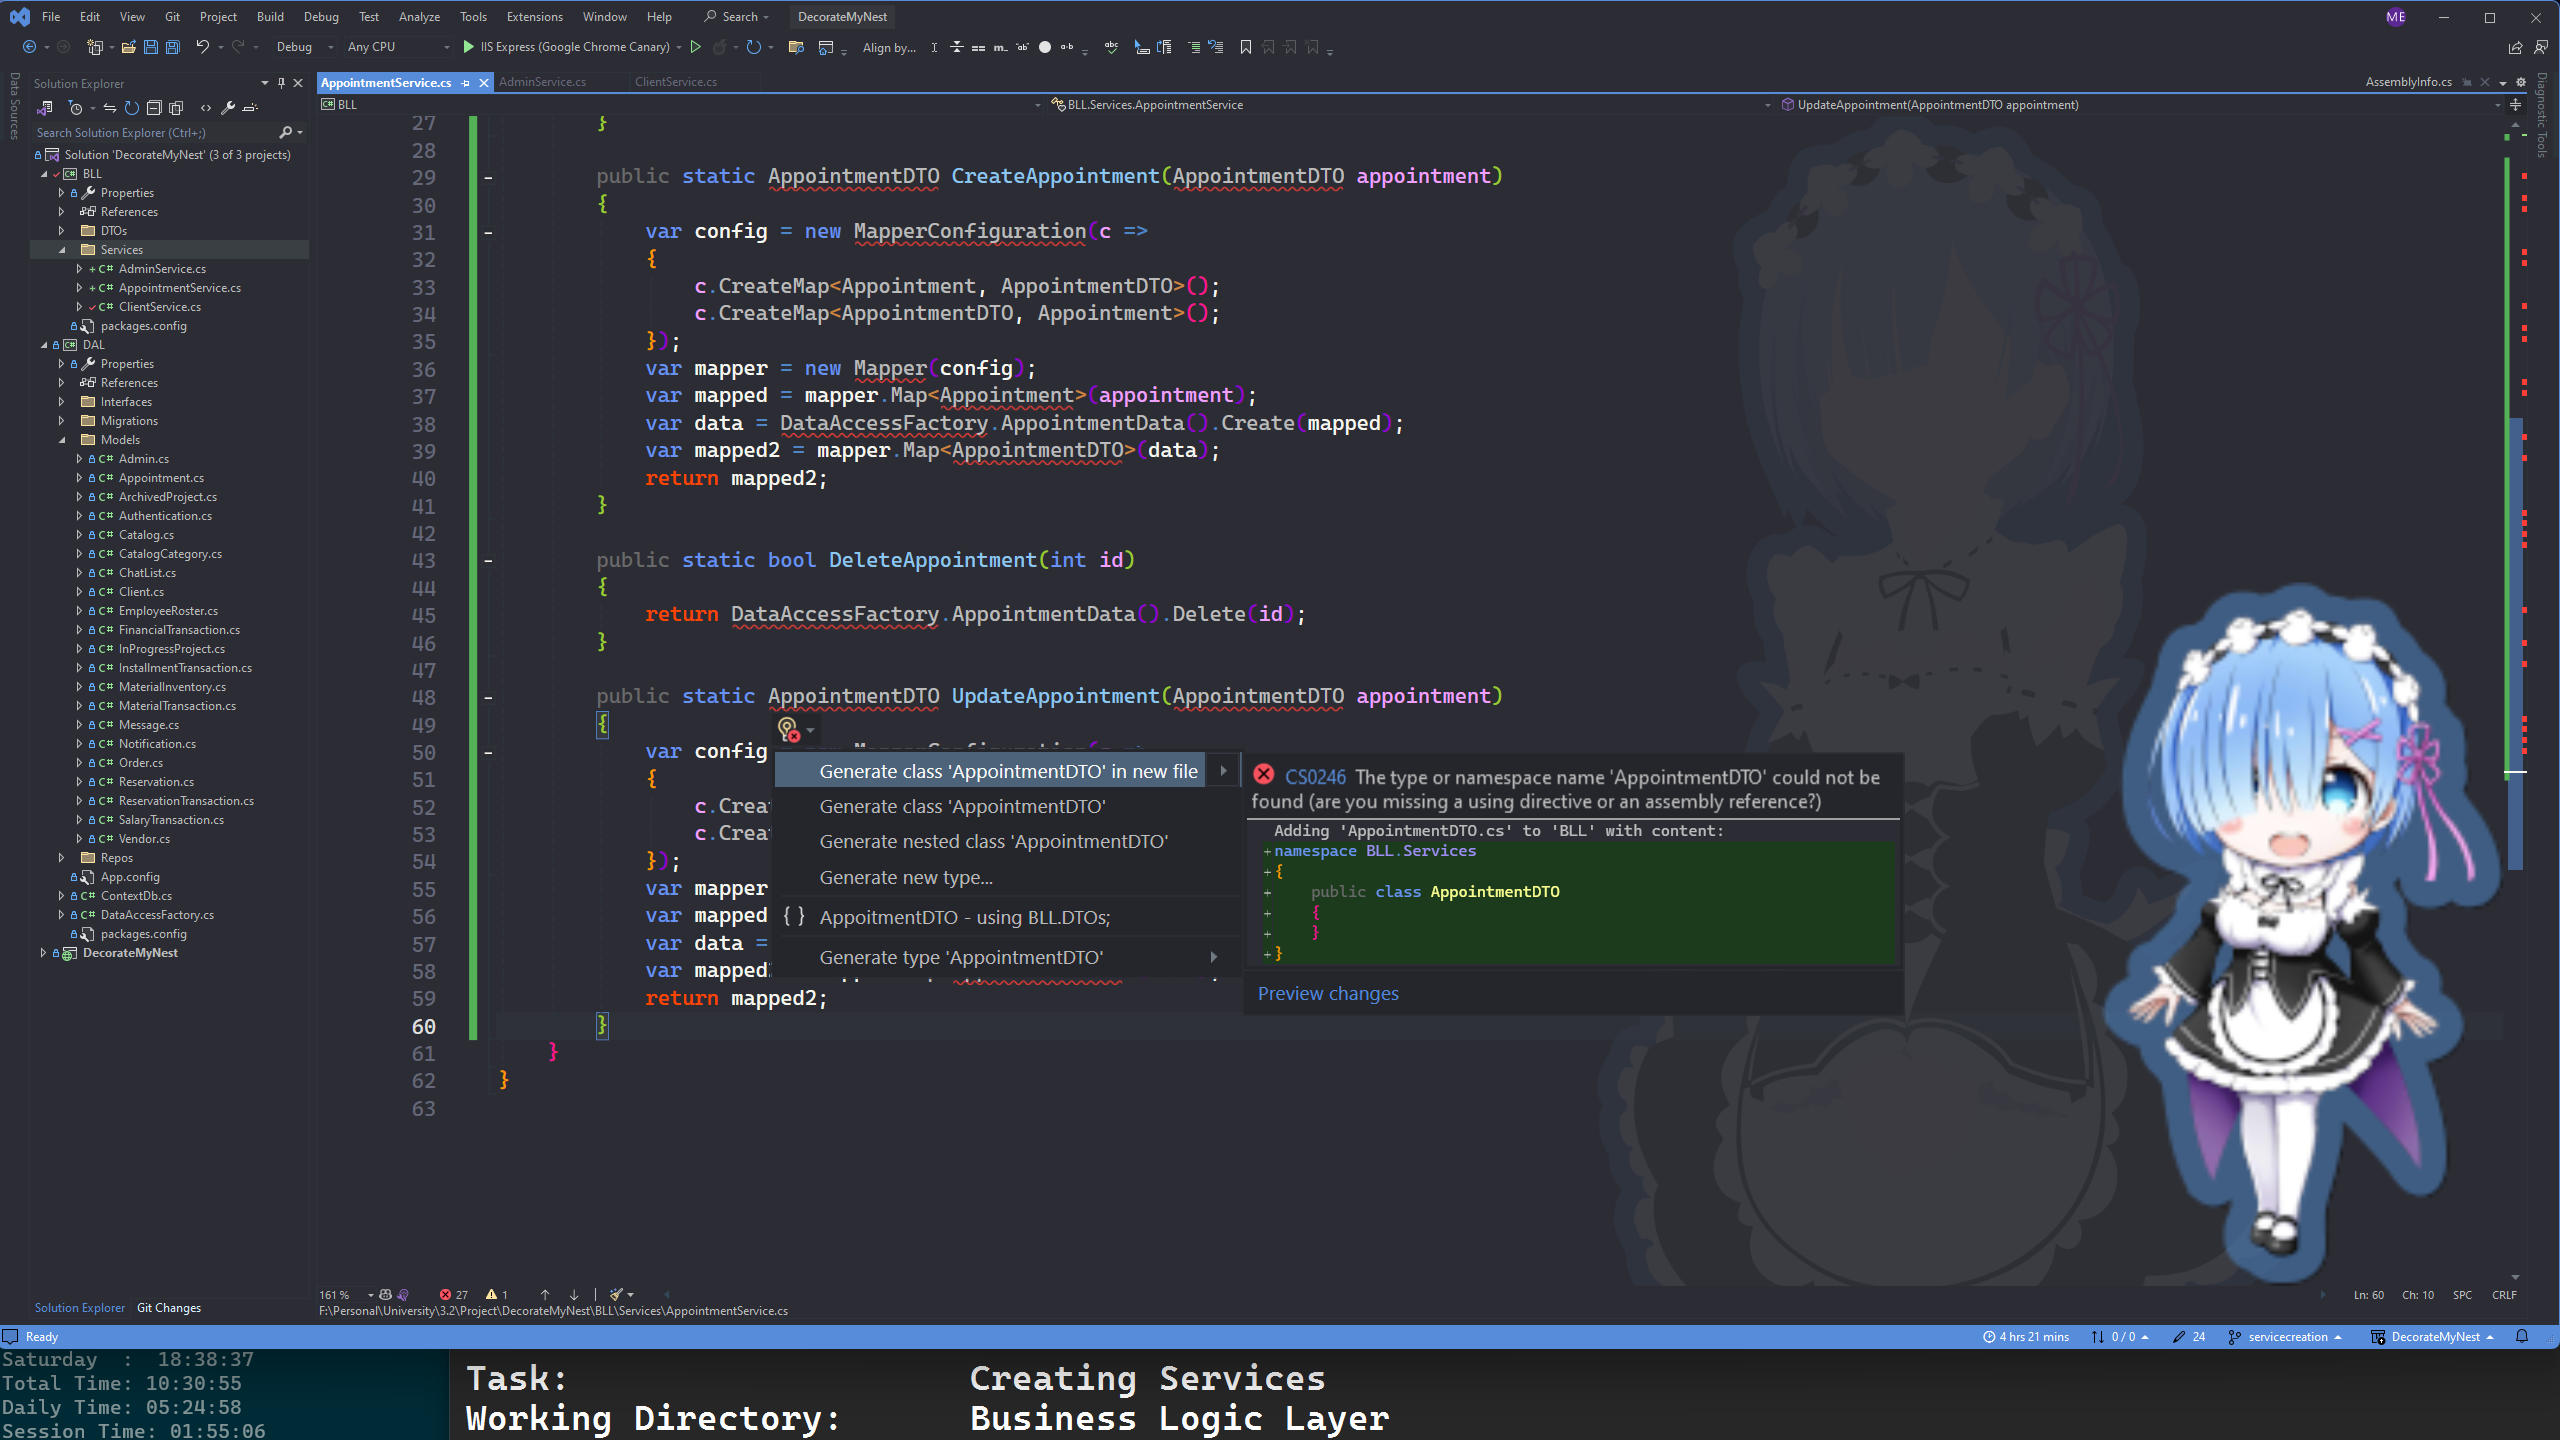 File Edit View Git Project Build Debug Test Analyze Tools Extensions Window Help Search DecorateMyNest ME
Debug Any CPU IIS Express (Google Chrome Canary) Align by...
Data Sources
Solution Explorer
Search Solution Explorer (Ctrl+;)
Solution 'DecorateMyNest' (3 of 3 projects)
BLL
Properties
References
DTOs
Services
C# AdminService.cs
C# AppointmentService.cs
C# ClientService.cs
packages.config
DAL
Properties
References
Interfaces
Migrations
Models
C# Admin.cs
C# Appointment.cs
C# ArchivedProject.cs
C# Authentication.cs
C# Catalog.cs
C# CatalogCategory.cs
C# ChatList.cs
C# Client.cs
C# EmployeeRoster.cs
C# FinancialTransaction.cs
C# InProgressProject.cs
C# InstallmentTransaction.cs
C# MaterialInventory.cs
C# MaterialTransaction.cs
C# Message.cs
C# Notification.cs
C# Order.cs
C# Reservation.cs
C# ReservationTransaction.cs
C# SalaryTransaction.cs
C# Vendor.cs
Repos
App.config
C# ContextDb.cs
C# DataAccessFactory.cs
packages.config
DecorateMyNest
Solution Explorer Git Changes
AppointmentService.cs AdminService.cs ClientService.cs AssemblyInfo.cs
BLL BLL.Services.AppointmentService UpdateAppointment(AppointmentDTO appointment)
Diagnostic Tools
27 }
28
29 public static AppointmentDTO CreateAppointment(AppointmentDTO appointment)
30 {
31 var config = new MapperConfiguration(c =>
32 {
33 c.CreateMap<Appointment, AppointmentDTO>();
34 c.CreateMap<AppointmentDTO, Appointment>();
35 });
36 var mapper = new Mapper(config);
37 var mapped = mapper.Map<Appointment>(appointment);
38 var data = DataAccessFactory.AppointmentData().Create(mapped);
39 var mapped2 = mapper.Map<AppointmentDTO>(data);
40 return mapped2;
41 }
42
43 public static bool DeleteAppointment(int id)
44 {
45 return DataAccessFactory.AppointmentData().Delete(id);
46 }
47
48 public static AppointmentDTO UpdateAppointment(AppointmentDTO appointment)
49 {
50 var config
51 {
52 c.Crea
53 c.Crea
54 });
55 var mapper
56 var mapped
57 var data =
58 var mapped
59 return mapped2;
60 }
61 }
62 }
63
Generate class 'AppointmentDTO' in new file
Generate class 'AppointmentDTO'
Generate nested class 'AppointmentDTO'
Generate new type...
{ } AppoitmentDTO - using BLL.DTOs;
Generate type 'AppointmentDTO'
CS0246 The type or namespace name 'AppointmentDTO' could not be
found (are you missing a using directive or an assembly reference?)
Adding 'AppointmentDTO.cs' to 'BLL' with content:
+namespace BLL.Services
+{
+ public class AppointmentDTO
+ {
+ }
+}
Preview changes
161 % 27 1 Ln: 60 Ch: 10 SPC CRLF
F:\Personal\University\3.2\Project\DecorateMyNest\BLL\Services\AppointmentService.cs
Ready 4 hrs 21 mins 0 / 0 24 servicecreation DecorateMyNest
Saturday : 18:38:37
Total Time: 10:30:55
Daily Time: 05:24:58
Session Time: 01:55:06
Task: Creating Services
Working Directory: Business Logic Layer